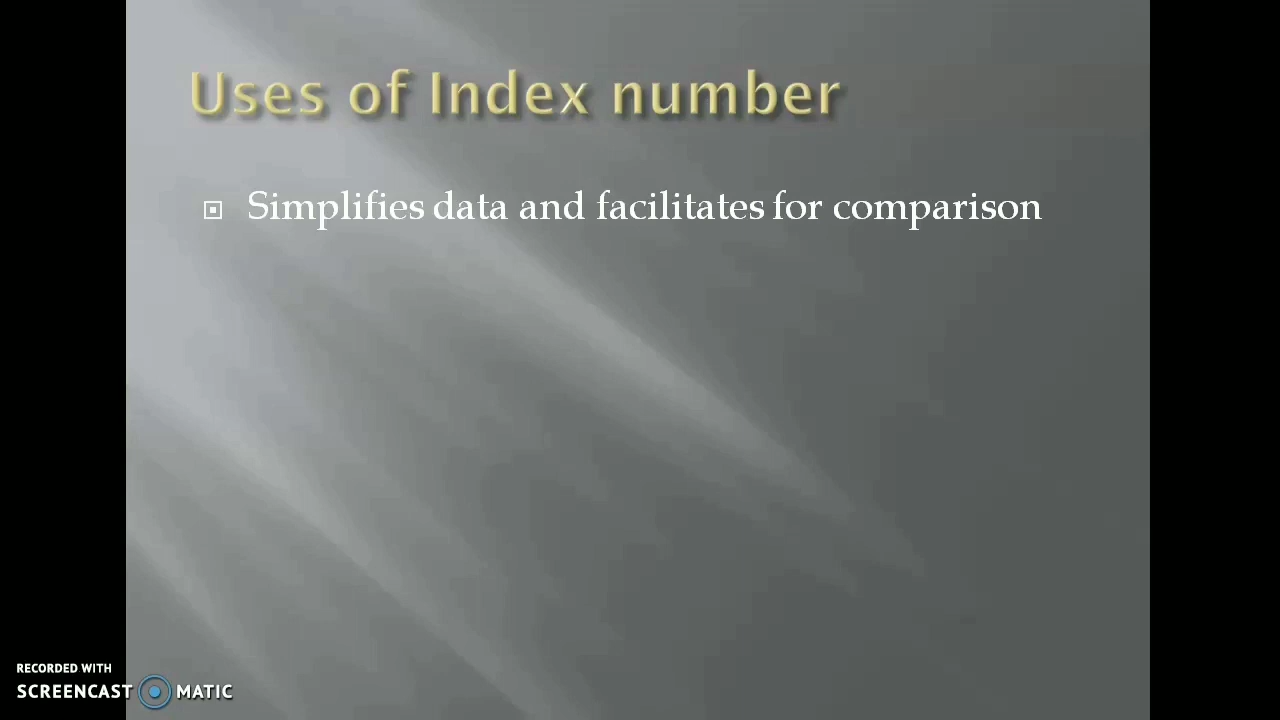 Uses of Index number
Simplifies data and facilitates for comparison
RECORDED WITH
SCREENCAST MATIC